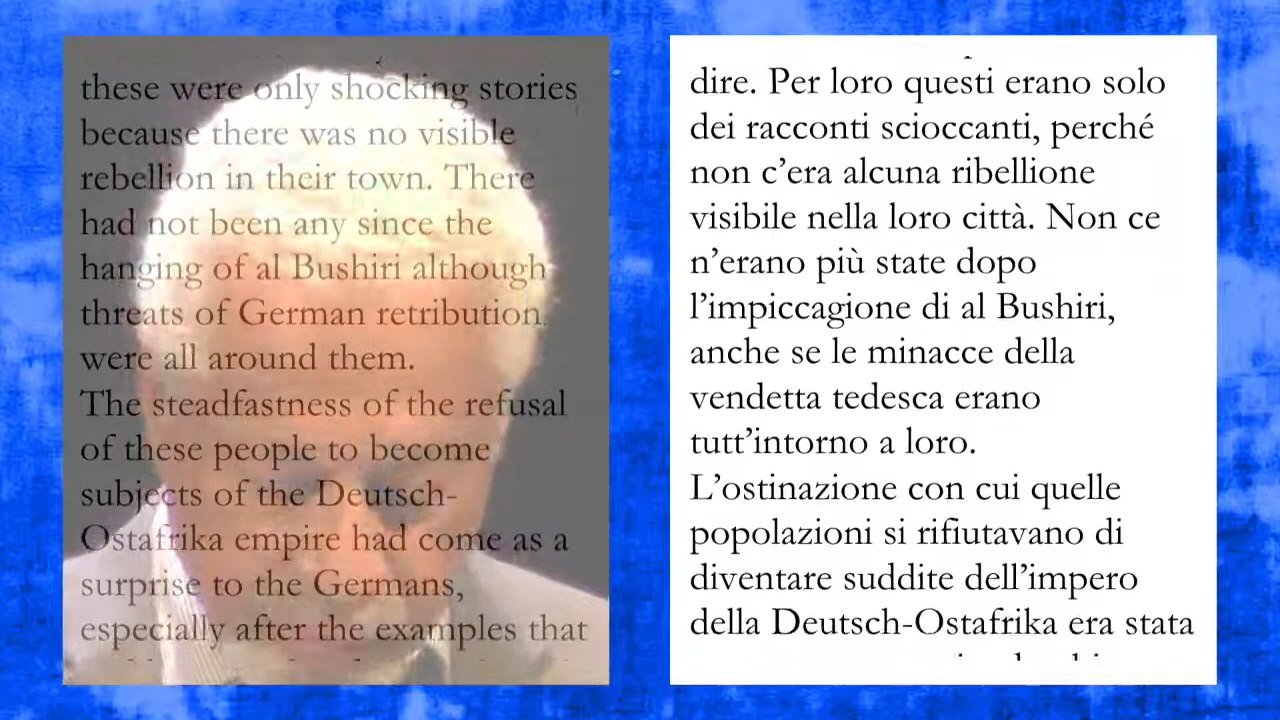 these were only shocking stories
because there was no visible
rebellion in their town. There
had not been any since the
hanging of al Bushiri although
threats of German retribution
were all around them.
The steadfastness of the refusal
of these people to become
subjects of the Deutsch-
Ostafrika empire had come as a
surprise to the Germans,
especially after the examples that
dire. Per loro questi erano solo
dei racconti scioccanti, perché
non c’era alcuna ribellione
visibile nella loro città. Non ce
n’erano più state dopo
l’impiccagione di al Bushiri,
anche se le minacce della
vendetta tedesca erano
tutt’intorno a loro.
L’ostinazione con cui quelle
popolazioni si rifiutavano di
diventare suddite dell’impero
della Deutsch-Ostafrika era stata